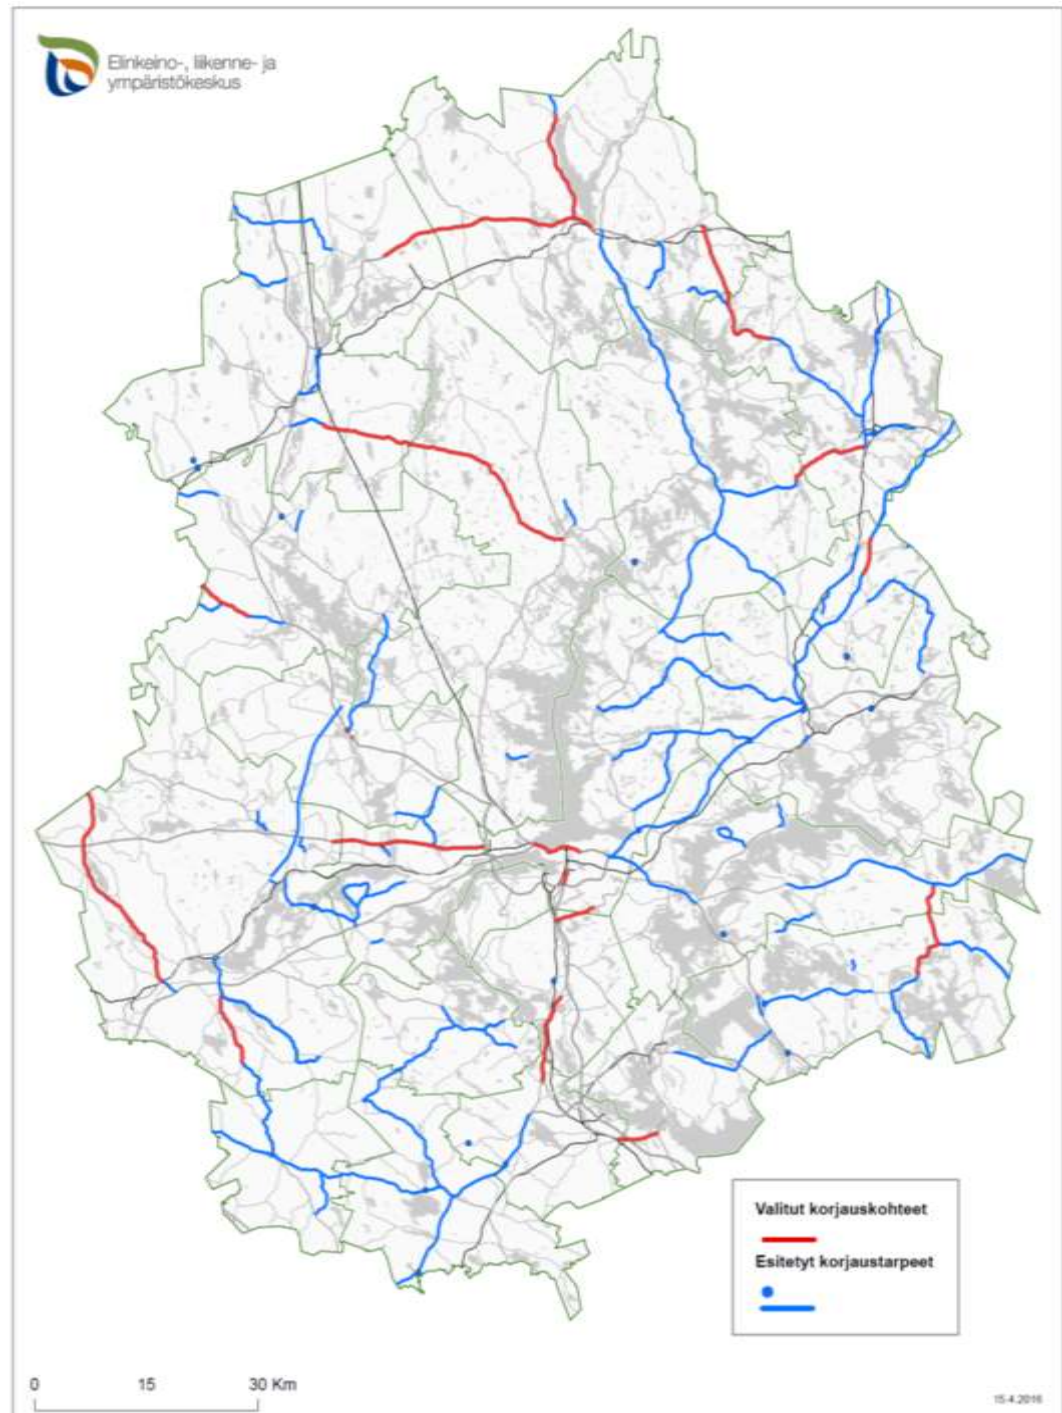 Elinkeino-, liikenne- ja
ympäristökeskus
Valitut korjauskohteet
Esitetyt korjaustarpeet
0 15 30 Km
15.4.2016